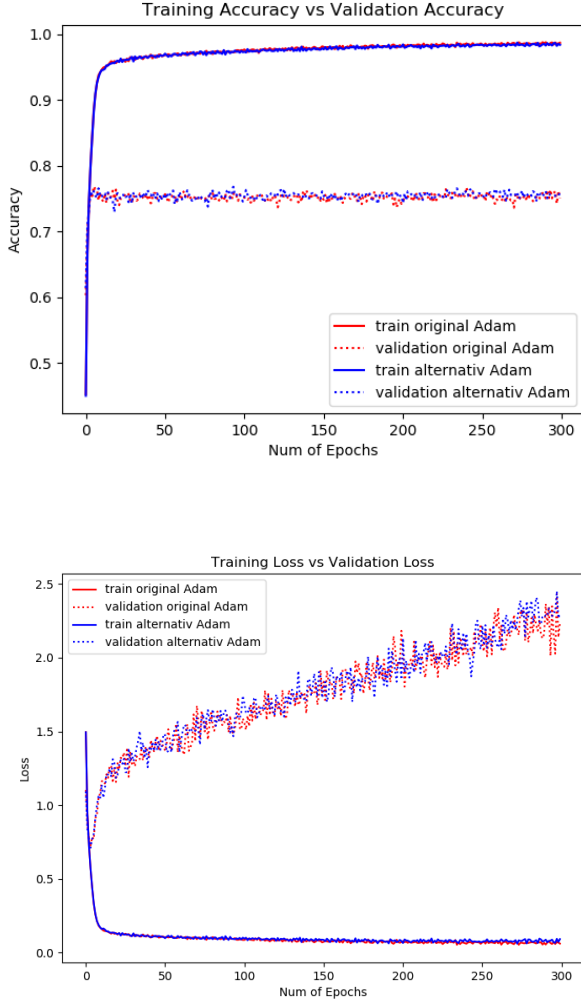 Training Accuracy vs Validation Accuracy
1.0
0.9
0.8
0.7
0.6
0.5
Accuracy
train original Adam
validation original Adam
train alternativ Adam
validation alternativ Adam
0 50 100 150 200 250 300
Num of Epochs
Training Loss vs Validation Loss
2.5
2.0
1.5
1.0
0.5
0.0
Loss
train original Adam
validation original Adam
train alternativ Adam
validation alternativ Adam
0 50 100 150 200 250 300
Num of Epochs